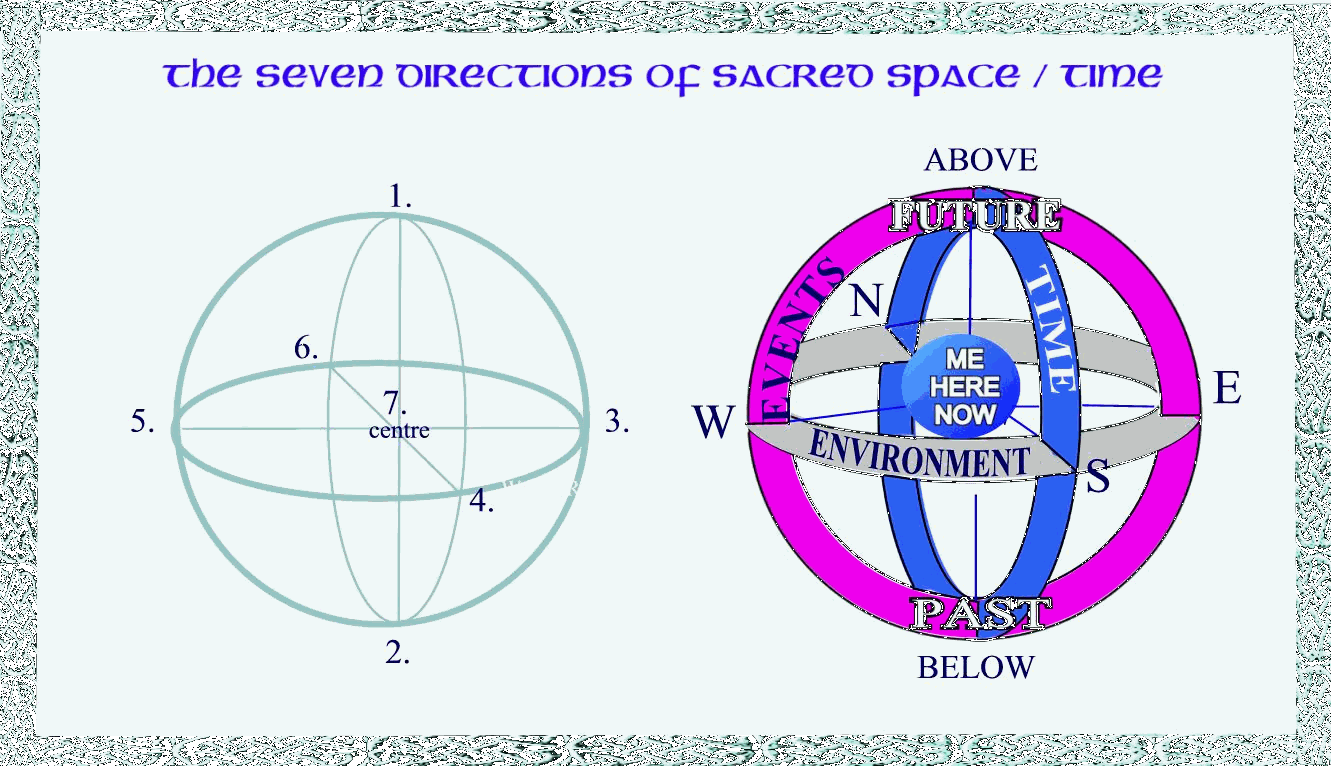 The Seven Directions of Sacred Space / Time
1.
6.
7.
centre
5.
3.
4.
2.
ABOVE
FUTURE
EVENTS
TIME
N
ME
HERE
NOW
W
E
ENVIRONMENT
S
PAST
BELOW